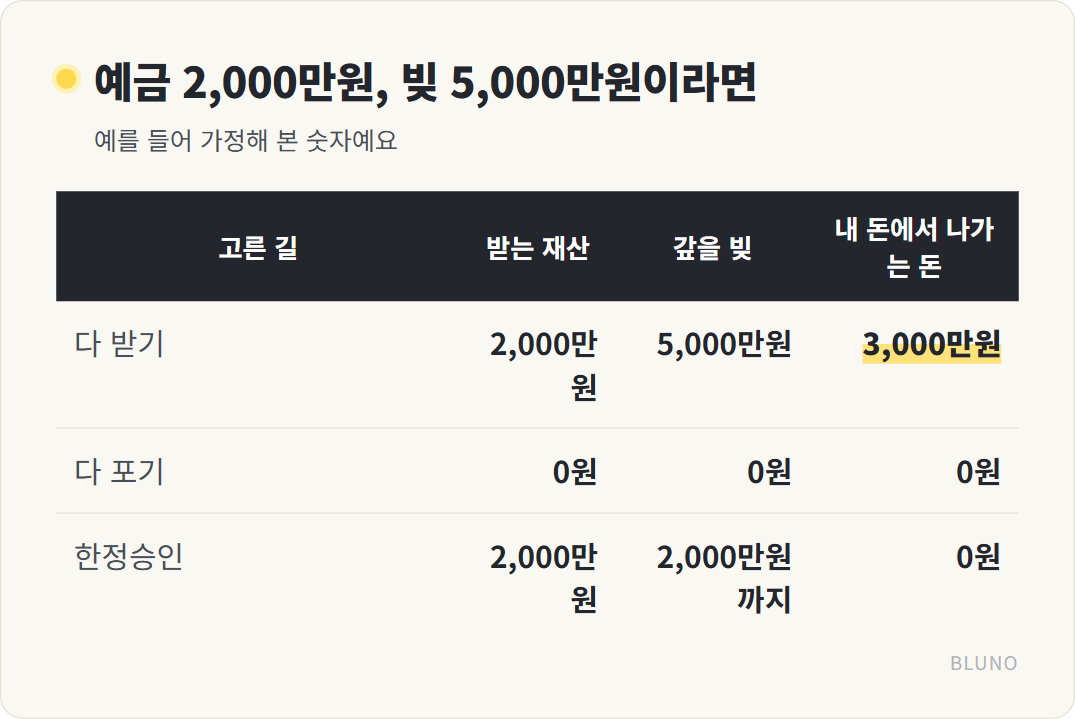 예금 2,000만원, 빚 5,000만원이라면
예를 들어 가정해 본 숫자예요
고른 길 받는 재산 갚을 빚 내 돈에서 나가
는 돈
다 받기 2,000만 5,000만원 3,000만원
원
다 포기 0원 0원 0원
한정승인 2,000만 2,000만원 0원
원 까지
BLUNO